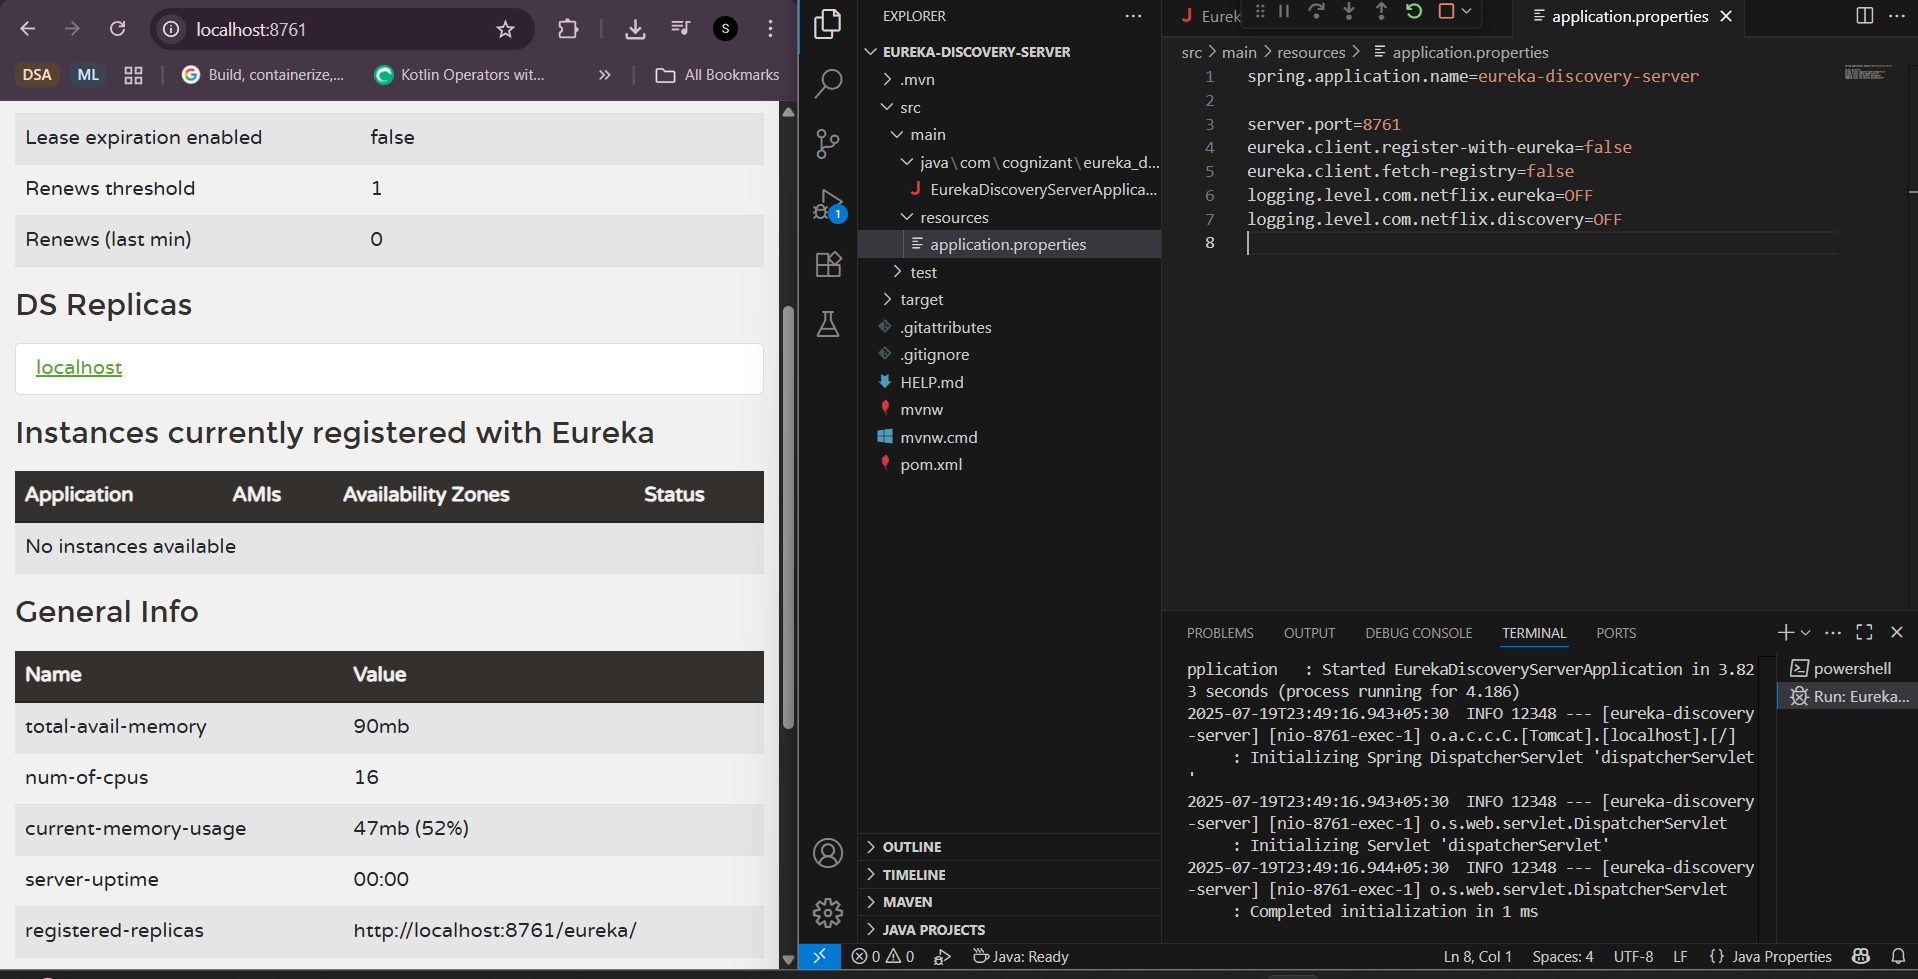 localhost:8761
S
DSA
ML
Build, containerize,...
Kotlin Operators wit...
»
All Bookmarks
Lease expiration enabled false
Renews threshold 1
Renews (last min) 0
DS Replicas
localhost
Instances currently registered with Eureka
Application AMIs Availability Zones Status
No instances available
General Info
Name Value
total-avail-memory 90mb
num-of-cpus 16
current-memory-usage 47mb (52%)
server-uptime 00:00
registered-replicas http://localhost:8761/eureka/
1
EXPLORER
EUREKA-DISCOVERY-SERVER
.mvn
src
main
java\com\cognizant\eureka_d...
J EurekaDiscoveryServerApplica...
resources
application.properties
test
target
.gitattributes
.gitignore
HELP.md
mvnw
mvnw.cmd
pom.xml
OUTLINE
TIMELINE
MAVEN
JAVA PROJECTS
J Eurek
application.properties
src > main > resources > application.properties
1 spring.application.name=eureka-discovery-server
2
3 server.port=8761
4 eureka.client.register-with-eureka=false
5 eureka.client.fetch-registry=false
6 logging.level.com.netflix.eureka=OFF
7 logging.level.com.netflix.discovery=OFF
8
PROBLEMS OUTPUT DEBUG CONSOLE TERMINAL PORTS
pplication   : Started EurekaDiscoveryServerApplication in 3.82
3 seconds (process running for 4.186)
2025-07-19T23:49:16.943+05:30  INFO 12348 --- [eureka-discovery
-server] [nio-8761-exec-1] o.a.c.c.C.[Tomcat].[localhost].[/]
: Initializing Spring DispatcherServlet 'dispatcherServlet
'
2025-07-19T23:49:16.943+05:30  INFO 12348 --- [eureka-discovery
-server] [nio-8761-exec-1] o.s.web.servlet.DispatcherServlet
: Initializing Servlet 'dispatcherServlet'
2025-07-19T23:49:16.944+05:30  INFO 12348 --- [eureka-discovery
-server] [nio-8761-exec-1] o.s.web.servlet.DispatcherServlet
: Completed initialization in 1 ms
powershell
Run: Eureka...
0 0 Java: Ready
Ln 8, Col 1 Spaces: 4 UTF-8 LF {} Java Properties